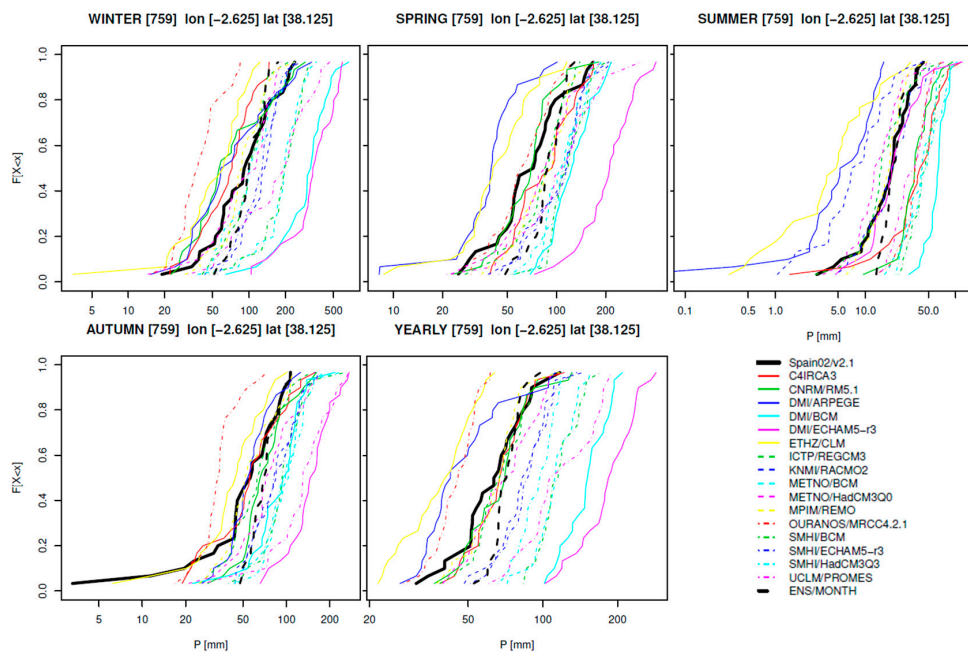 WINTER [759] lon [-2.625] lat [38.125]
SPRING [759] lon [-2.625] lat [38.125]
SUMMER [759] lon [-2.625] lat [38.125]
F[X<x]
0.0 0.2 0.4 0.6 0.8 1.0
5 10 20 50 100 200 500
10 20 50 100 200
0.1 0.5 1.0 5.0 10.0 50.0
P [mm]
AUTUMN [759] lon [-2.625] lat [38.125]
YEARLY [759] lon [-2.625] lat [38.125]
F[X<x]
0.0 0.2 0.4 0.6 0.8 1.0
5 10 20 50 100 200
20 50 100 200
P [mm]
P [mm]
Spain02/v2.1
C4IRCA3
CNRM/RM5.1
DMI/ARPEGE
DMI/BCM
DMI/ECHAM5-r3
ETHZ/CLM
ICTP/REGCM3
KNMI/RACMO2
METNO/BCM
METNO/HadCM3Q0
MPIM/REMO
OURANOS/MRCC4.2.1
SMHI/BCM
SMHI/ECHAM5-r3
SMHI/HadCM3Q3
UCLM/PROMES
ENS/MONTH